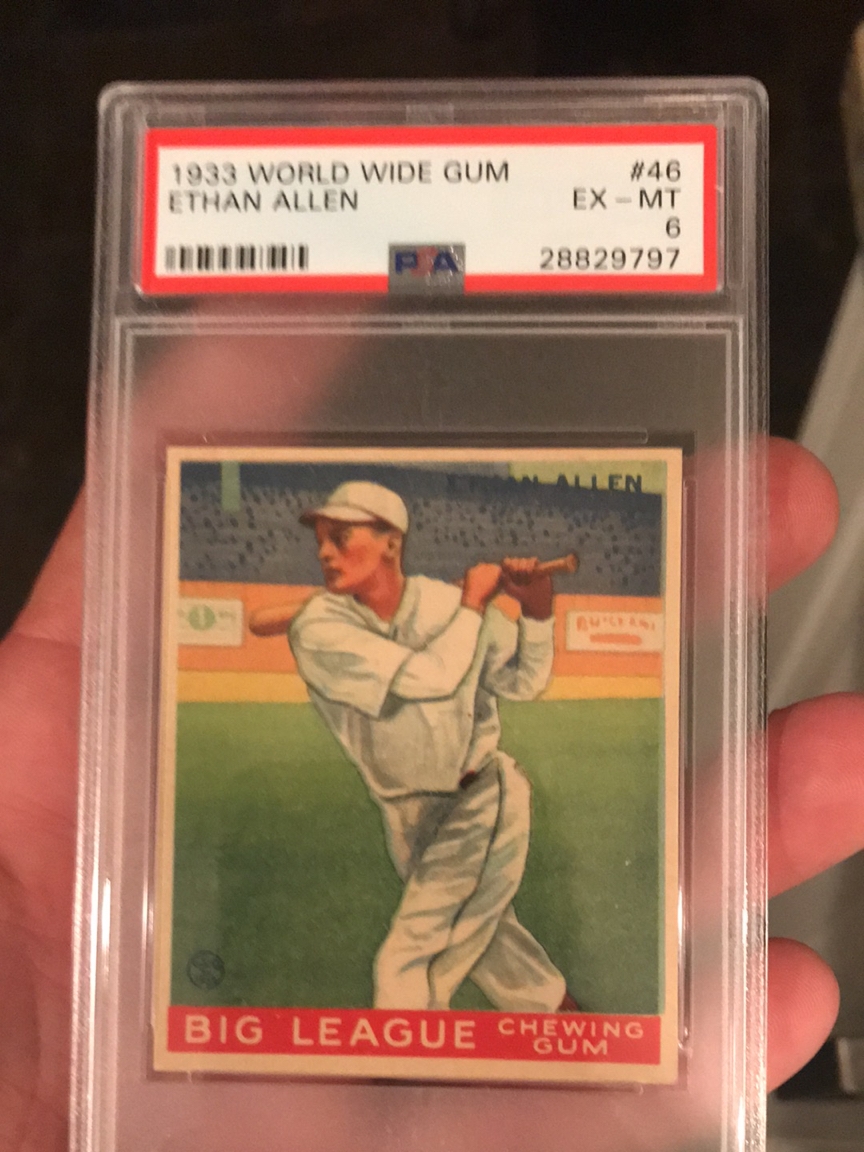 1933 WORLD WIDE GUM #46
ETHAN ALLEN EX - MT
6
PSA 28829797
ETHAN ALLEN
BIG LEAGUE CHEWING
GUM